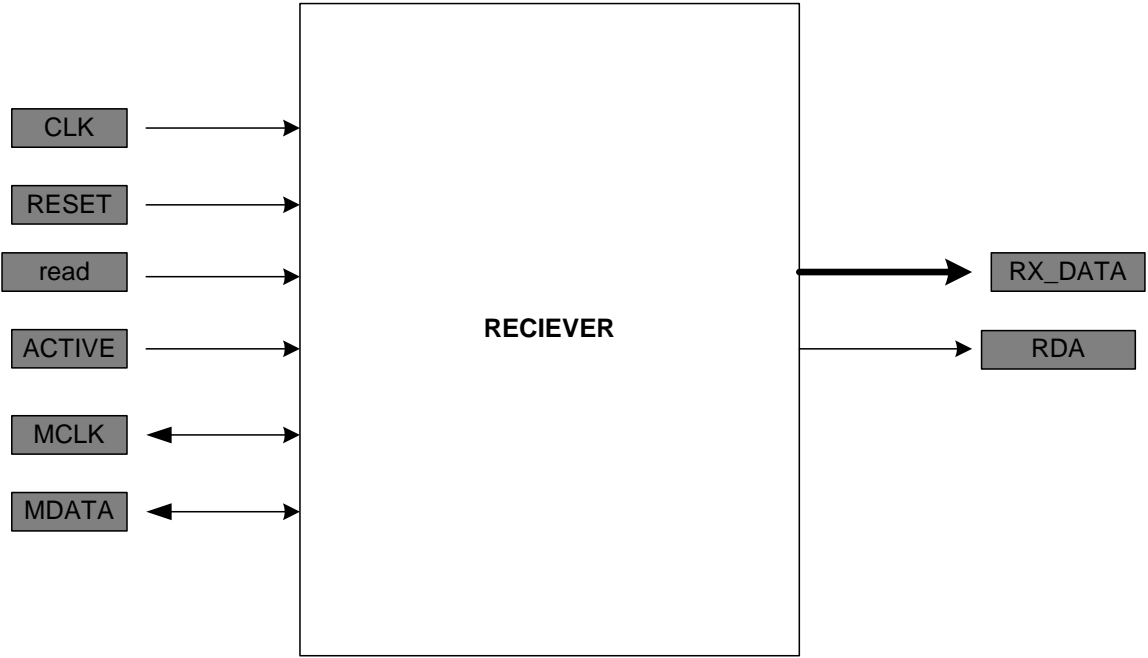 CLK
RESET
read
ACTIVE
MCLK
MDATA
RECIEVER
RX_DATA
RDA